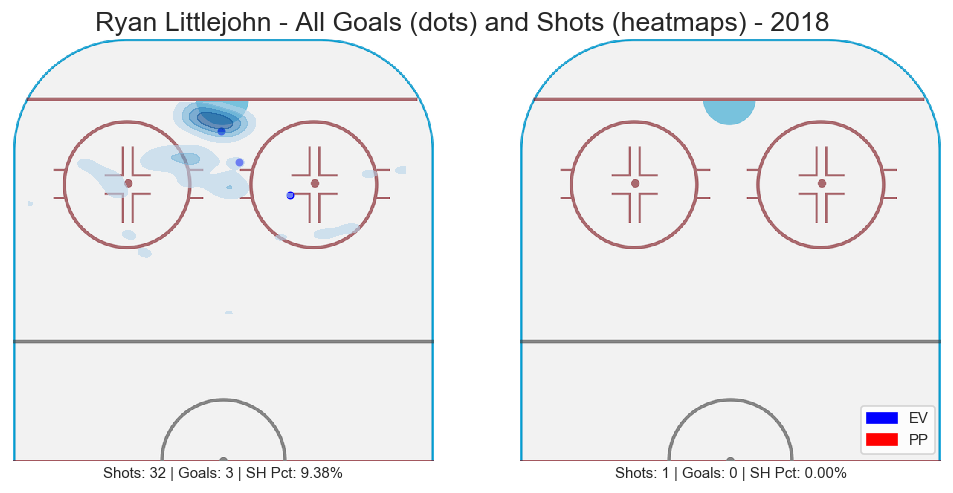 Ryan Littlejohn - All Goals (dots) and Shots (heatmaps) - 2018
EV
PP
Shots: 32 | Goals: 3 | SH Pct: 9.38%
Shots: 1 | Goals: 0 | SH Pct: 0.00%